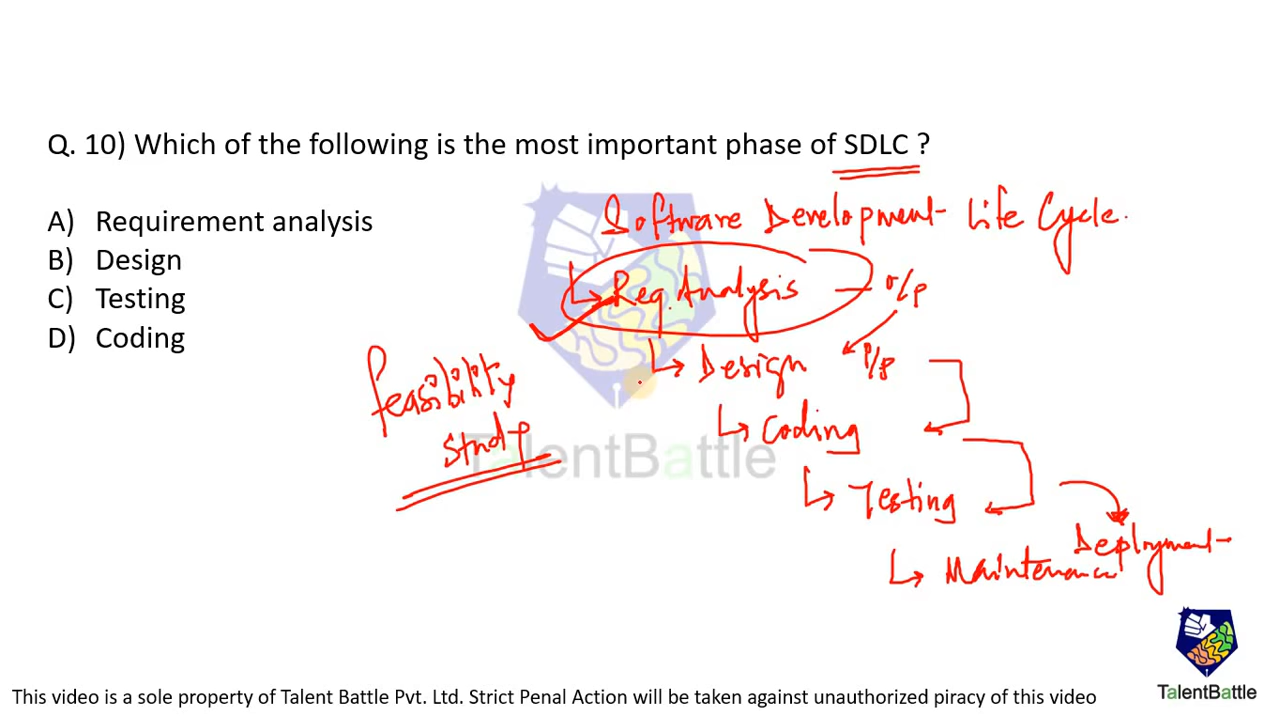 Q. 10) Which of the following is the most important phase of SDLC ?
A) Requirement analysis
B) Design
C) Testing
D) Coding
Software Development Life Cycle.
↳ Req. Analysis — o/p
↳ Design i/p
↳ Coding
↳ Testing
Deployment
↳ Maintenance
feasibility
study
TalentBattle
TalentBattle
This video is a sole property of Talent Battle Pvt. Ltd. Strict Penal Action will be taken against unauthorized piracy of this video